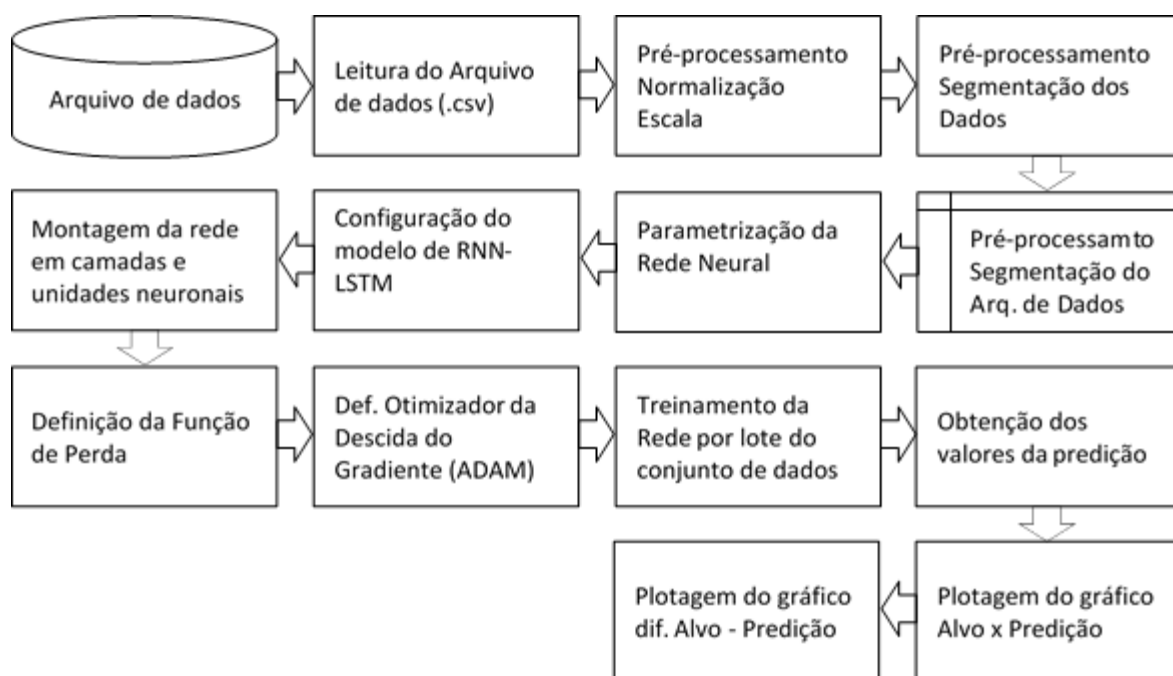 Arquivo de dados
Leitura do Arquivo
de dados (.csv)
Pré-processamento
Normalização
Escala
Pré-processamento
Segmentação dos
Dados
Pré-processamto
Segmentação do
Arq. de Dados
Parametrização da
Rede Neural
Configuração do
modelo de RNN-
LSTM
Montagem da rede
em camadas e
unidades neuronais
Definição da Função
de Perda
Def. Otimizador da
Descida do
Gradiente (ADAM)
Treinamento da
Rede por lote do
conjunto de dados
Obtenção dos
valores da predição
Plotagem do gráfico
Alvo x Predição
Plotagem do gráfico
dif. Alvo - Predição